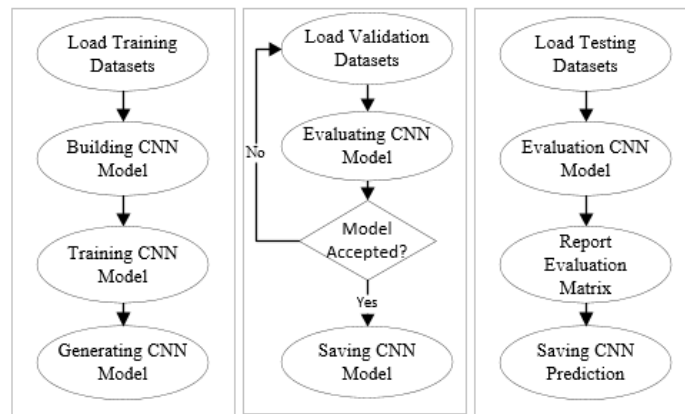 Load Training
Datasets
Building CNN
Model
Training CNN
Model
Generating CNN
Model
Load Validation
Datasets
Evaluating CNN
Model
No
Model
Accepted?
Yes
Saving CNN
Model
Load Testing
Datasets
Evaluation CNN
Model
Report
Evaluation
Matrix
Saving CNN
Prediction